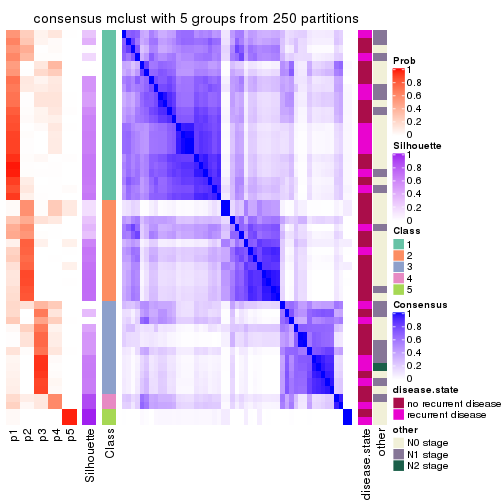 consensus mclust with 5 groups from 250 partitions
Prob
1
0.8
0.6
0.4
0.2
0
Silhouette
1
0.8
0.6
0.4
0.2
0
Class
1
2
3
4
5
Consensus
1
0.8
0.6
0.4
0.2
0
disease.state
no recurrent disease
recurrent disease
other
N0 stage
N1 stage
N2 stage
p1
p2
p3
p4
p5
Silhouette
Class
disease.state
other